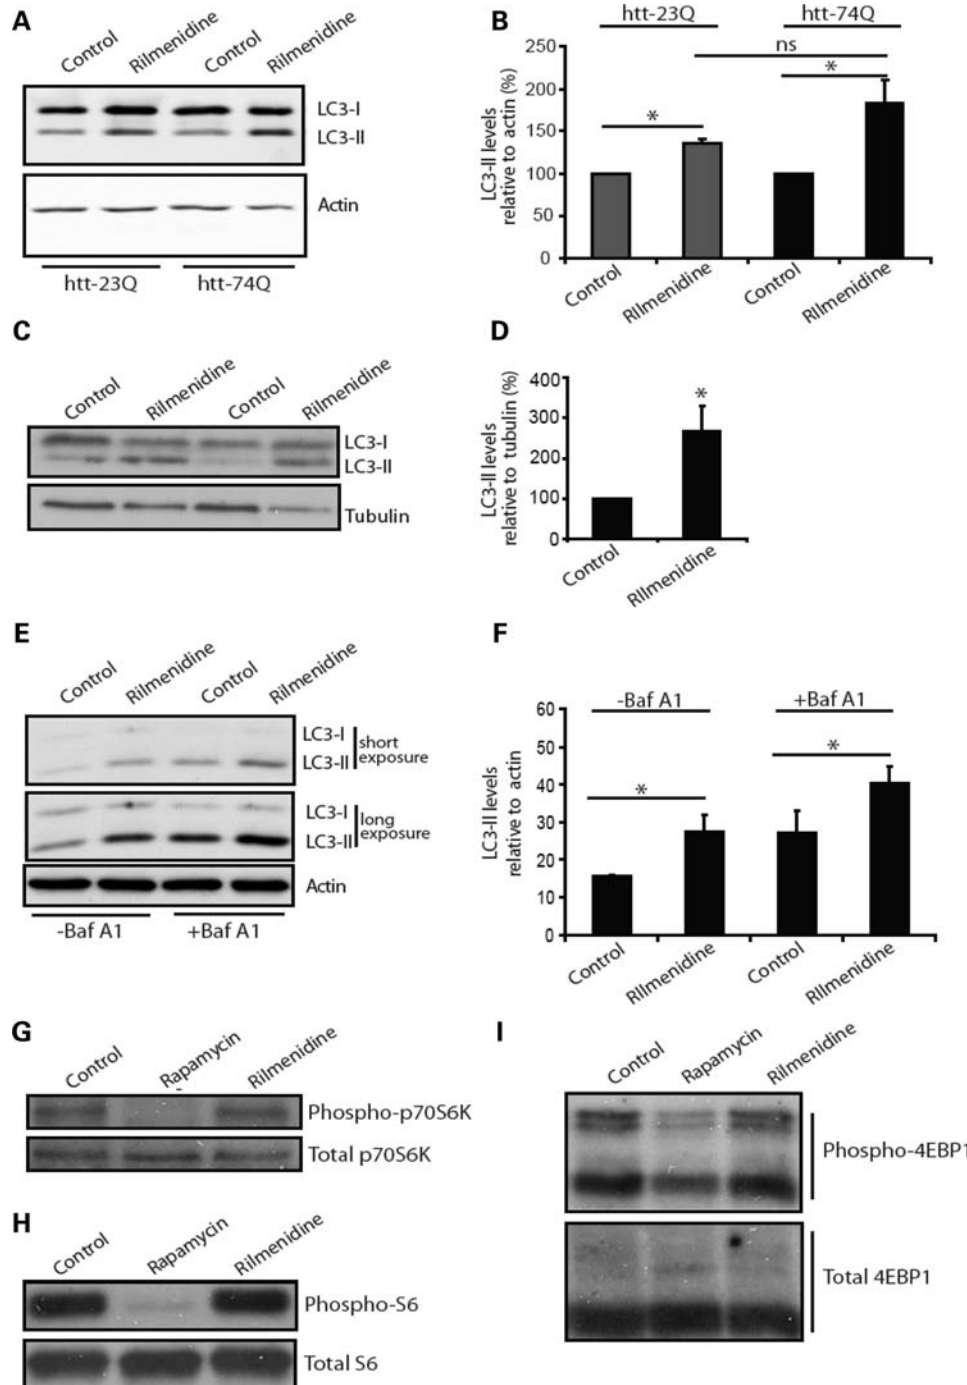 A
Control
Rilmenidine
Control
Rilmenidine
LC3-I
LC3-II
Actin
htt-23Q
htt-74Q
B
htt-23Q
htt-74Q
LC3-II levels
relative to actin (%)
250
200
150
100
50
0
*
ns
*
Control
RIlmenidine
Control
RIlmenidine
C
Control
Rilmenidine
Control
Rilmenidine
LC3-I
LC3-II
Tubulin
D
LC3-II levels
relative to tubulin (%)
400
300
200
100
0
*
Control
RIlmenidine
E
Control
Rilmenidine
Control
Rilmenidine
LC3-I
LC3-II
short
exposure
LC3-I
LC3-II
long
exposure
Actin
-Baf A1
+Baf A1
F
-Baf A1
+Baf A1
LC3-II levels
relative to actin
60
50
40
30
20
10
0
*
*
Control
RIlmenidine
Control
RIlmenidine
G
Control
Rapamycin
Rilmenidine
Phospho-p70S6K
Total p70S6K
H
Control
Rapamycin
Rilmenidine
Phospho-S6
Total S6
I
Control
Rapamycin
Rilmenidine
Phospho-4EBP1
Total 4EBP1